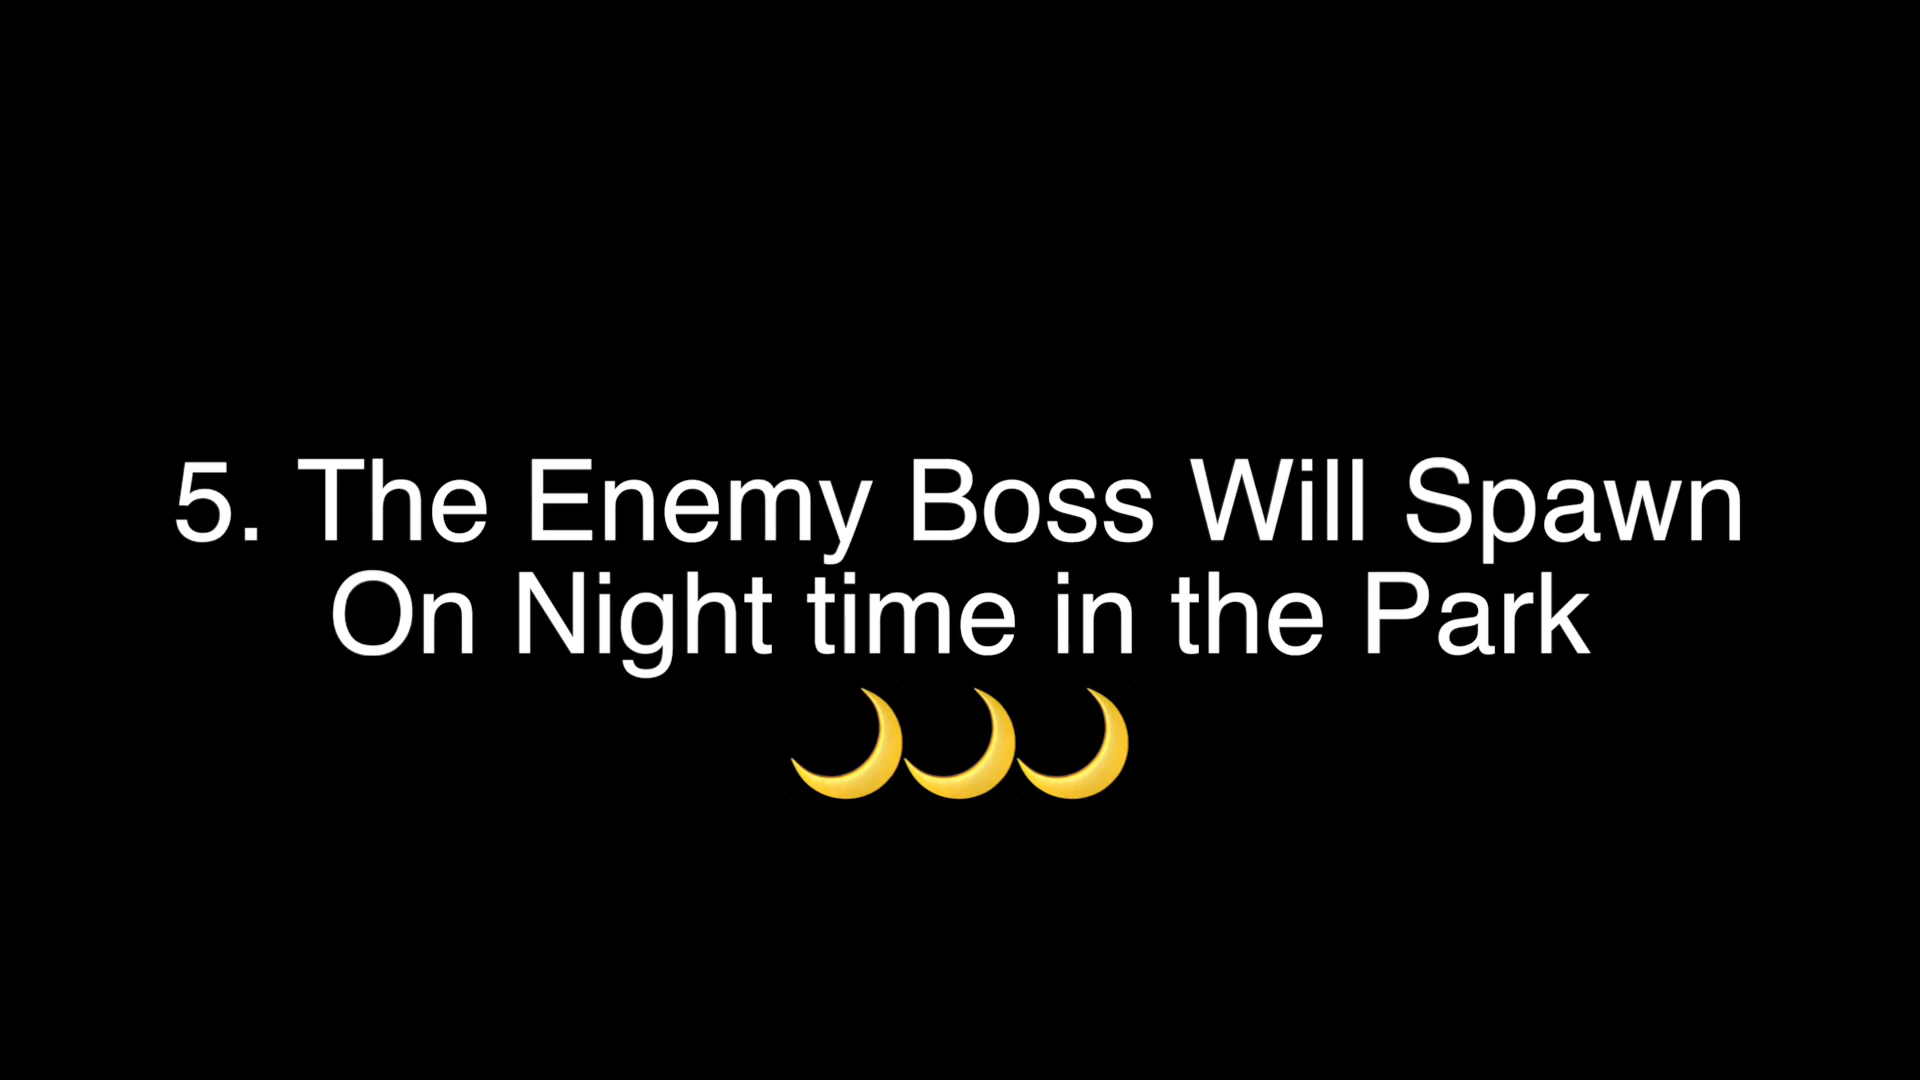 5. The Enemy Boss Will Spawn
On Night time in the Park
🌙🌙🌙